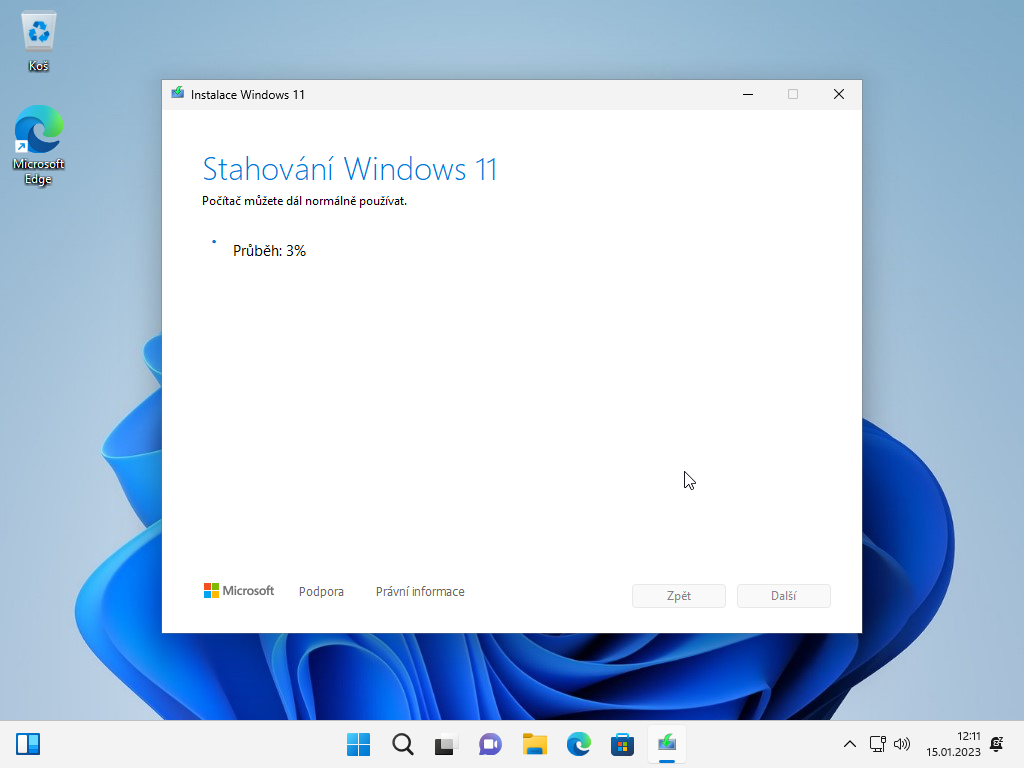 Koš
Microsoft
Edge
Instalace Windows 11
Stahování Windows 11
Počítač můžete dál normálně používat.
Průběh: 3%
Microsoft
Podpora
Právní informace
Zpět
Další
12:11
15.01.2023